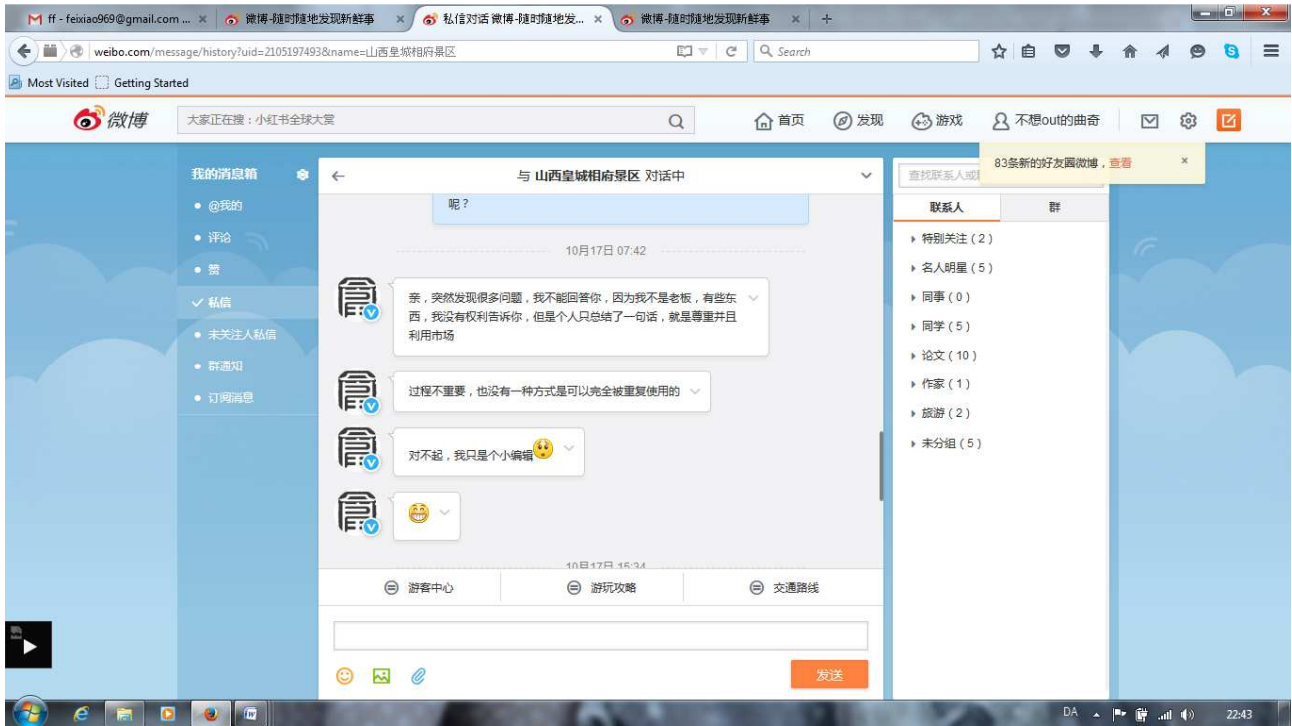 ff - feixiao969@gmail.com ...
微博-随时随地发现新鲜事
私信对话 微博-随时随地发...
微博-随时随地发现新鲜事
weibo.com/message/history?uid=2105197493&name=山西皇城相府景区
Search
Most Visited
Getting Started
微博
大家正在搜：小红书全球大赏
首页
发现
游戏
不想out的曲奇
83条新的好友圈微博，查看
我的消息箱
@我的
评论
赞
私信
未关注人私信
群通知
订阅消息
与 山西皇城相府景区 对话中
呢？
10月17日 07:42
亲，突然发现很多问题，我不能回答你，因为我不是老板，有些东
西，我没有权利告诉你，但是个人只总结了一句话，就是尊重并且
利用市场
过程不重要，也没有一种方式是可以完全被重复使用的
对不起，我只是个小编辑
10月17日 15:34
游客中心
游玩攻略
交通路线
发送
查找联系人或
联系人
群
特别关注 ( 2 )
名人明星 ( 5 )
同事 ( 0 )
同学 ( 5 )
论文 ( 10 )
作家 ( 1 )
旅游 ( 2 )
未分组 ( 5 )
DA
22:43